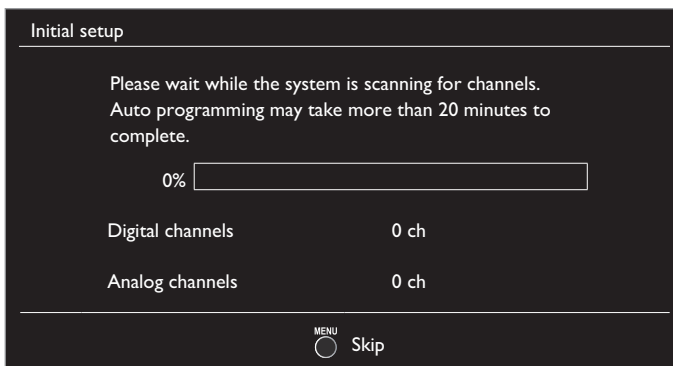 Initial setup
Please wait while the system is scanning for channels.
Auto programming may take more than 20 minutes to
complete.
0%
Digital channels 0 ch
Analog channels 0 ch
MENU Skip